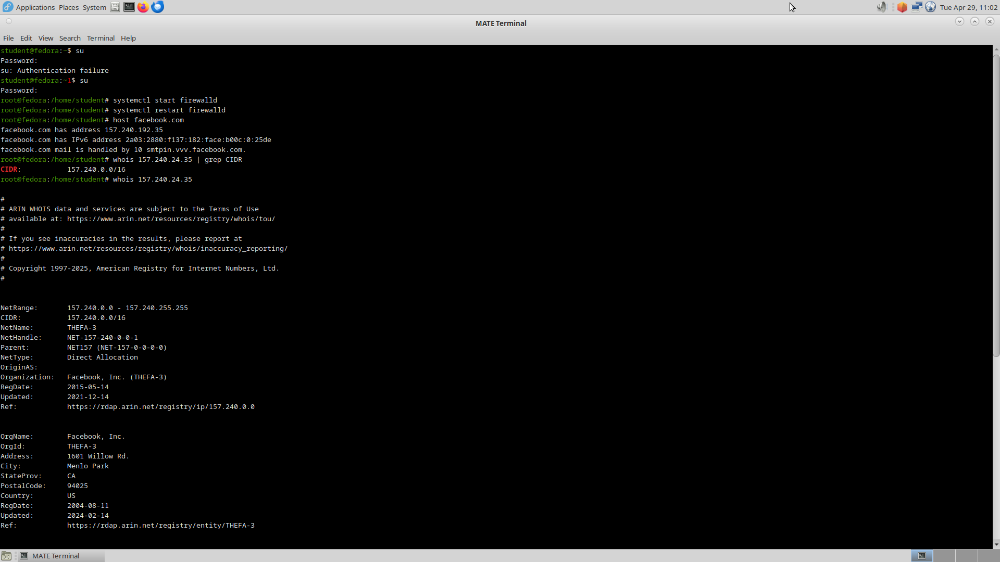 Applications Places System Tue Apr 29, 11:02
MATE Terminal
File Edit View Search Terminal Help
student@fedora:~$ su
Password:
su: Authentication failure
student@fedora:~1$ su
Password:
root@fedora:/home/student# systemctl start firewalld
root@fedora:/home/student# systemctl restart firewalld
root@fedora:/home/student# host facebook.com
facebook.com has address 157.240.192.35
facebook.com has IPv6 address 2a03:2880:f137:182:face:b00c:0:25de
facebook.com mail is handled by 10 smtpin.vvv.facebook.com.
root@fedora:/home/student# whois 157.240.24.35 | grep CIDR
CIDR: 157.240.0.0/16
root@fedora:/home/student# whois 157.240.24.35
#
# ARIN WHOIS data and services are subject to the Terms of Use
# available at: https://www.arin.net/resources/registry/whois/tou/
#
# If you see inaccuracies in the results, please report at
# https://www.arin.net/resources/registry/whois/inaccuracy_reporting/
#
# Copyright 1997-2025, American Registry for Internet Numbers, Ltd.
#
NetRange: 157.240.0.0 - 157.240.255.255
CIDR: 157.240.0.0/16
NetName: THEFA-3
NetHandle: NET-157-240-0-0-1
Parent: NET157 (NET-157-0-0-0-0)
NetType: Direct Allocation
OriginAS:
Organization: Facebook, Inc. (THEFA-3)
RegDate: 2015-05-14
Updated: 2021-12-14
Ref: https://rdap.arin.net/registry/ip/157.240.0.0
OrgName: Facebook, Inc.
OrgId: THEFA-3
Address: 1601 Willow Rd.
City: Menlo Park
StateProv: CA
PostalCode: 94025
Country: US
RegDate: 2004-08-11
Updated: 2024-02-14
Ref: https://rdap.arin.net/registry/entity/THEFA-3
MATE Terminal